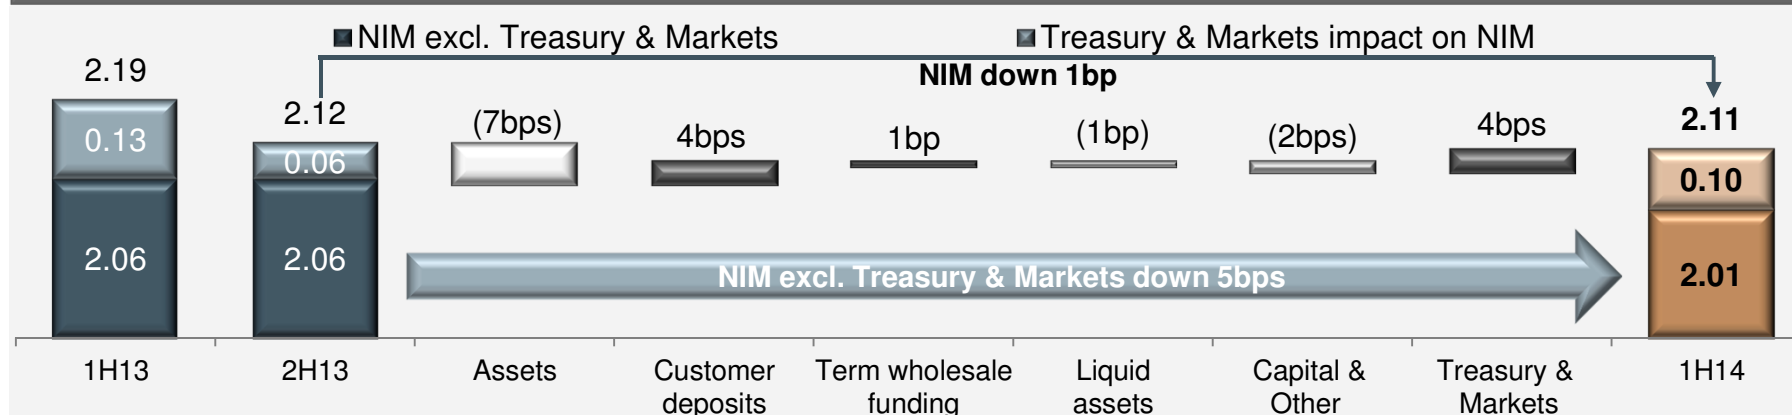 NIM excl. Treasury & Markets
Treasury & Markets impact on NIM
NIM down 1bp
2.19
0.13
2.06
2.12
0.06
2.06
(7bps)
4bps
1bp
(1bp)
(2bps)
4bps
2.11
0.10
2.01
NIM excl. Treasury & Markets down 5bps
1H13
2H13
Assets
Customer
deposits
Term wholesale
funding
Liquid
assets
Capital &
Other
Treasury &
Markets
1H14